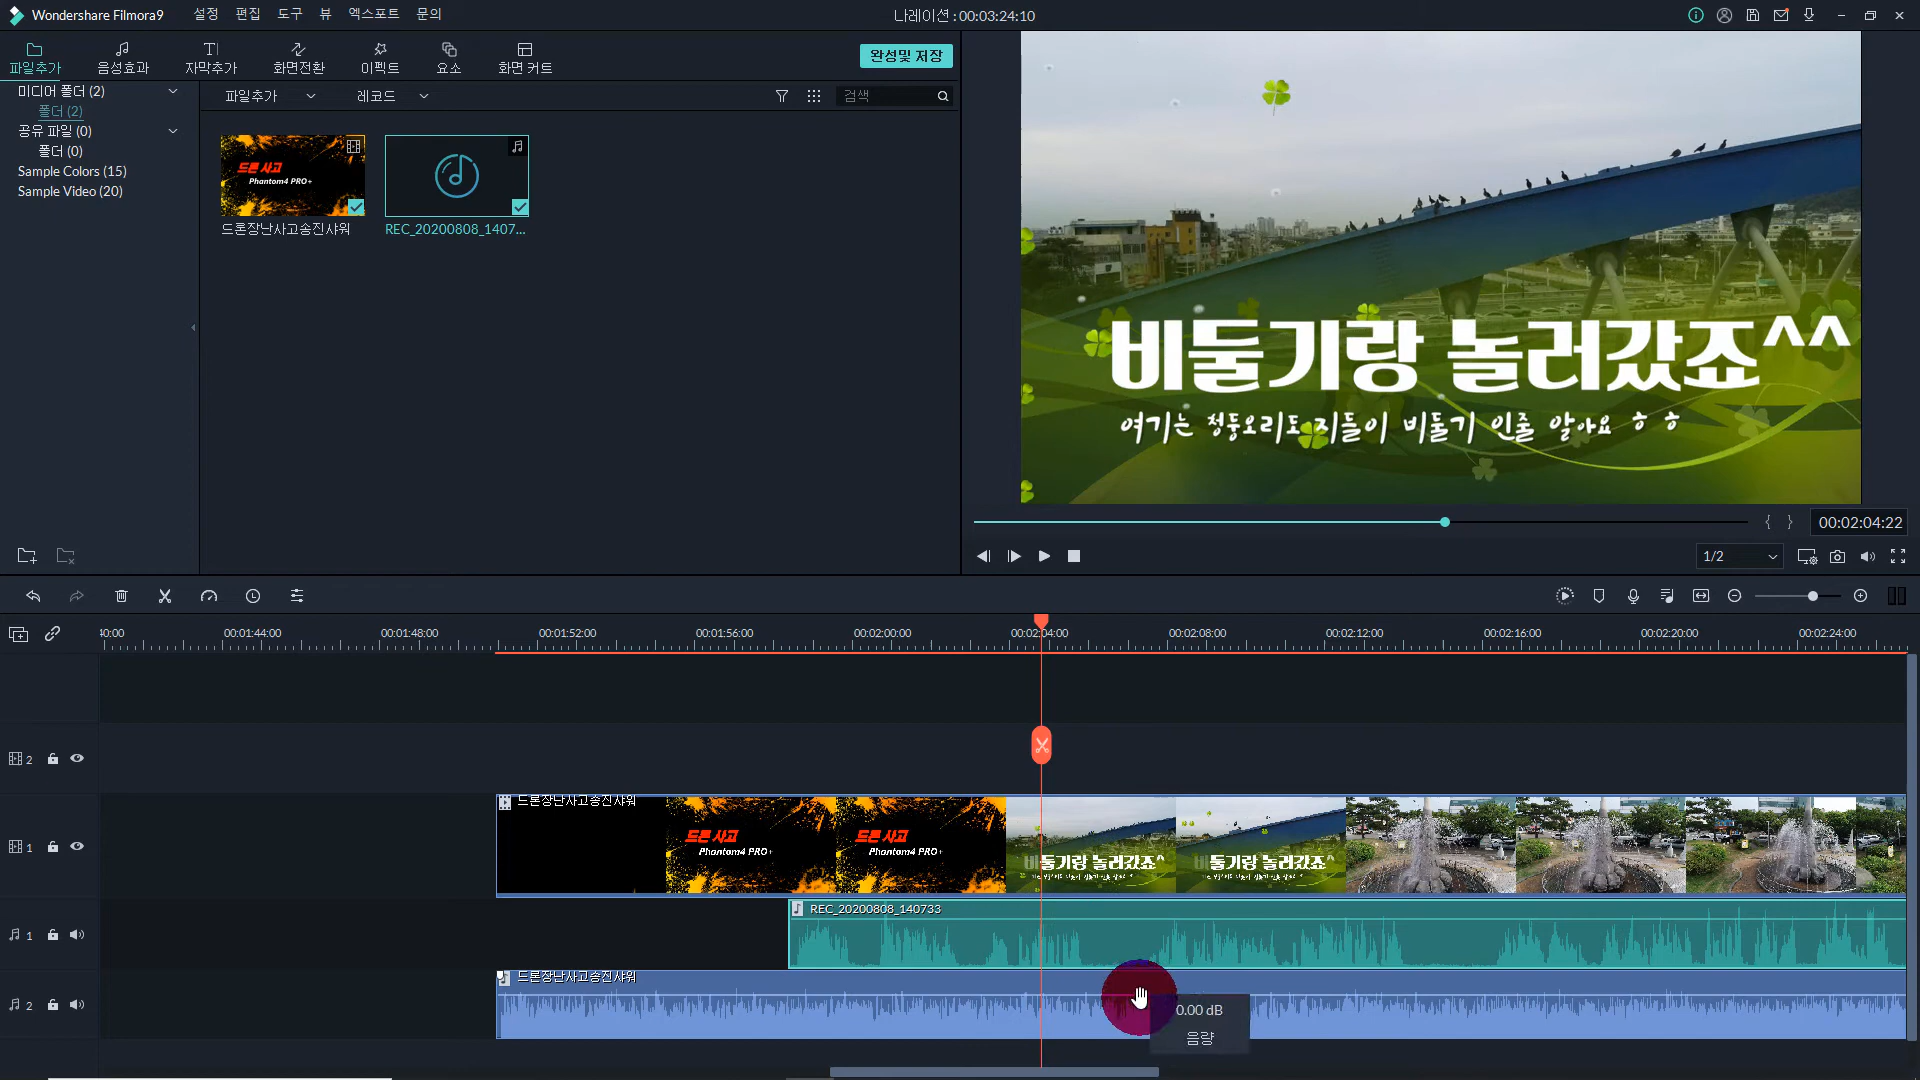 Wondershare Filmora9
설정 편집 도구 뷰 엑스포트 문의
나레이션 : 00:03:24:10
파일추가 음성효과 자막추가 화면전환 이펙트 요소 화면 커트
완성및 저장
미디어 폴더 (2)
폴더 (2)
공유 파일 (0)
폴더 (0)
Sample Colors (15)
Sample Video (20)
파일추가 레코드 검색
드론 사고
Phantom4 PRO+
드론장난사고송진샤워
REC_20200808_1407...
비둘기랑 놀러갔죠^^
여기는 청둥오리도 지들이 비둘기 인줄 알아요 ㅎ ㅎ
{ } 00:02:04:22
1/2
40:00 00:01:44:00 00:01:48:00 00:01:52:00 00:01:56:00 00:02:00:00 00:02:04:00 00:02:08:00 00:02:12:00 00:02:16:00 00:02:20:00 00:02:24:00
2
1
드론장난사고송진샤워
드론 사고
Phantom4 PRO+
드론 사고
Phantom4 PRO+
비둘기랑 놀러갔죠^
비둘기랑 놀러갔죠^
1
REC_20200808_140733
2
드론장난사고송진샤워
0.00 dB
음량